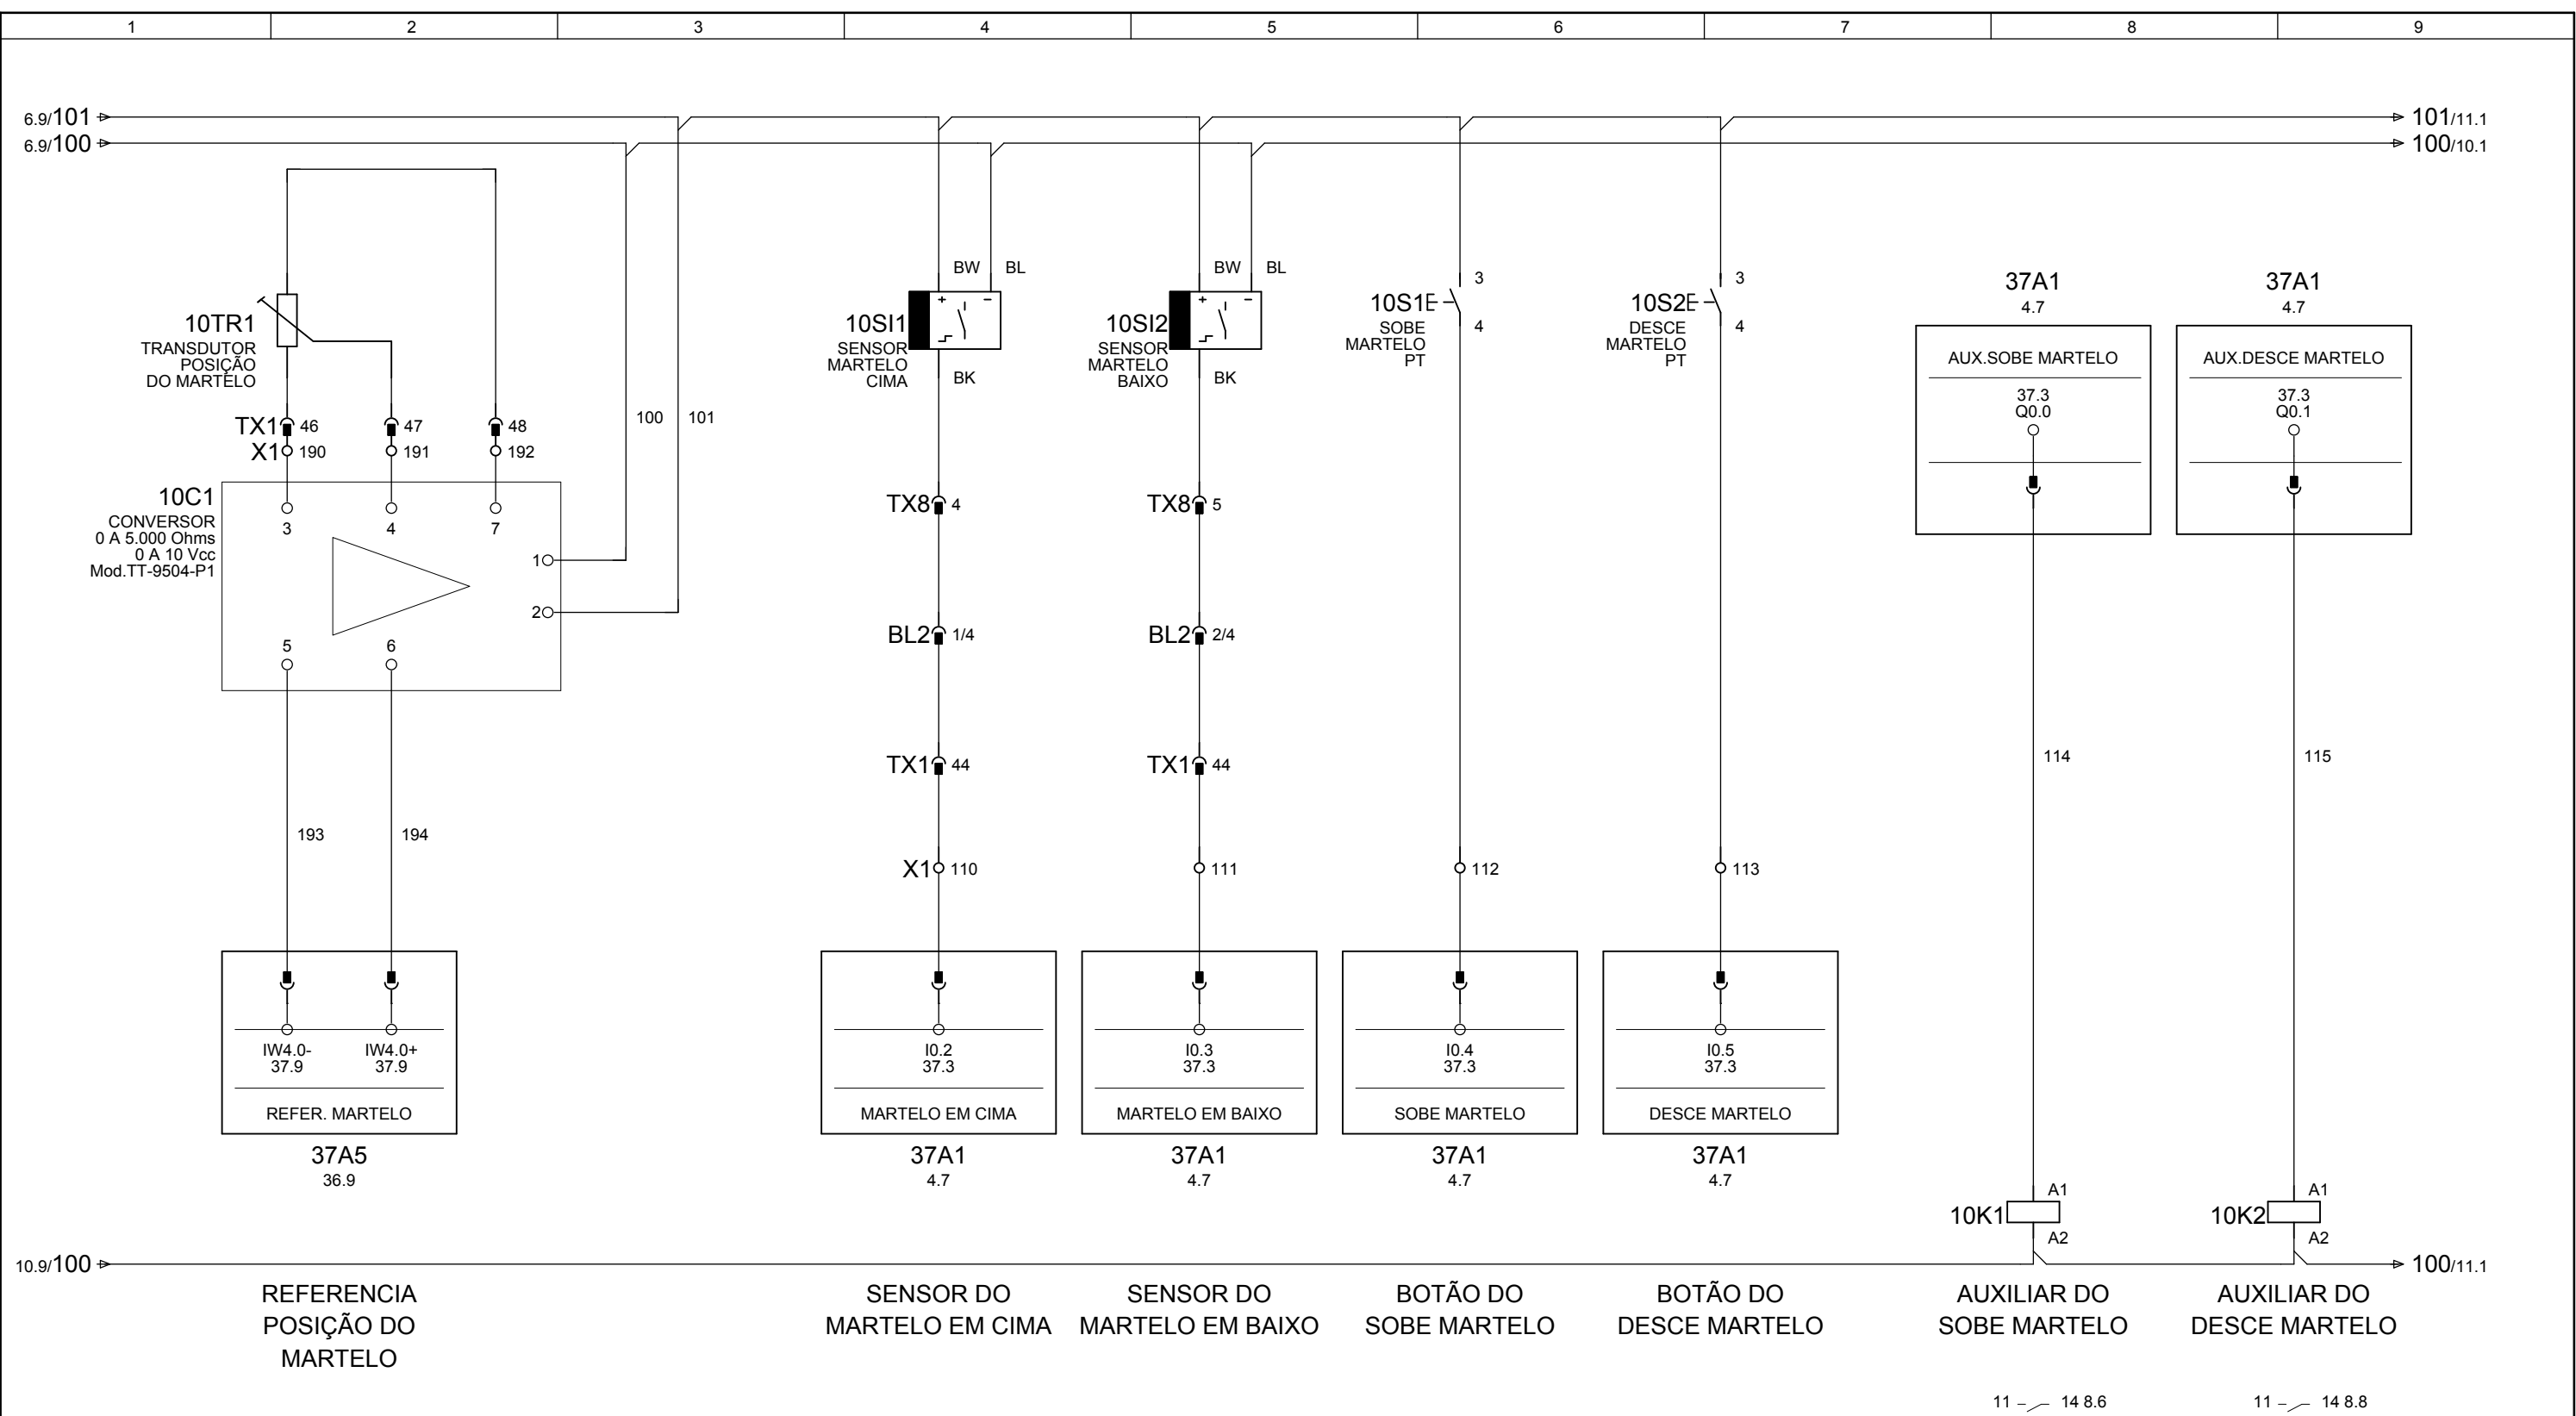 1 2 3 4 5 6 7 8 9
6.9/101 101/11.1
6.9/100 100/10.1
BW BL BW BL
3 3
37A1 37A1
4.7 4.7
10TR1
TRANSDUTOR
POSIÇÃO
DO MARTELO
10SI1
SENSOR
MARTELO
CIMA
+ -
BK
10SI2
SENSOR
MARTELO
BAIXO
+ -
BK
10S1E
SOBE
MARTELO
PT
4
10S2E
DESCE
MARTELO
PT
4
AUX.SOBE MARTELO
37.3
Q0.0
AUX.DESCE MARTELO
37.3
Q0.1
100 101
TX1 46 47 48
X1 190 191 192
10C1
CONVERSOR
0 A 5.000 Ohms
0 A 10 Vcc
Mod.TT-9504-P1
3 4 7
1
2
5 6
TX8 4 TX8 5
BL2 1/4 BL2 2/4
TX1 44 TX1 44
114 115
193 194
X1 110 111 112 113
IW4.0- IW4.0+
37.9 37.9
REFER. MARTELO
37A5
36.9
I0.2
37.3
MARTELO EM CIMA
37A1
4.7
I0.3
37.3
MARTELO EM BAIXO
37A1
4.7
I0.4
37.3
SOBE MARTELO
37A1
4.7
I0.5
37.3
DESCE MARTELO
37A1
4.7
A1 A1
10K1 10K2
A2 A2
10.9/100 100/11.1
REFERENCIA
POSIÇÃO DO
MARTELO
SENSOR DO
MARTELO EM CIMA
SENSOR DO
MARTELO EM BAIXO
BOTÃO DO
SOBE MARTELO
BOTÃO DO
DESCE MARTELO
AUXILIAR DO
SOBE MARTELO
AUXILIAR DO
DESCE MARTELO
11 14 8.6 11 14 8.8